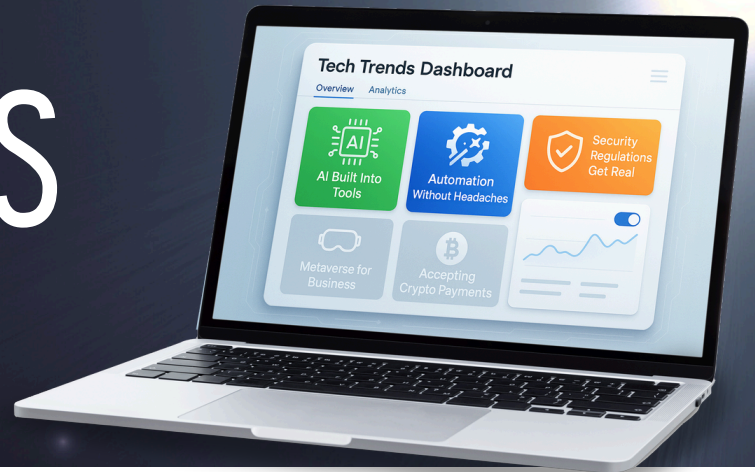 S
Tech Trends Dashboard
Overview Analytics
AI
AI Built Into
Tools
Automation
Without Headaches
Security
Regulations
Get Real
Metaverse for
Business
Accepting
Crypto Payments